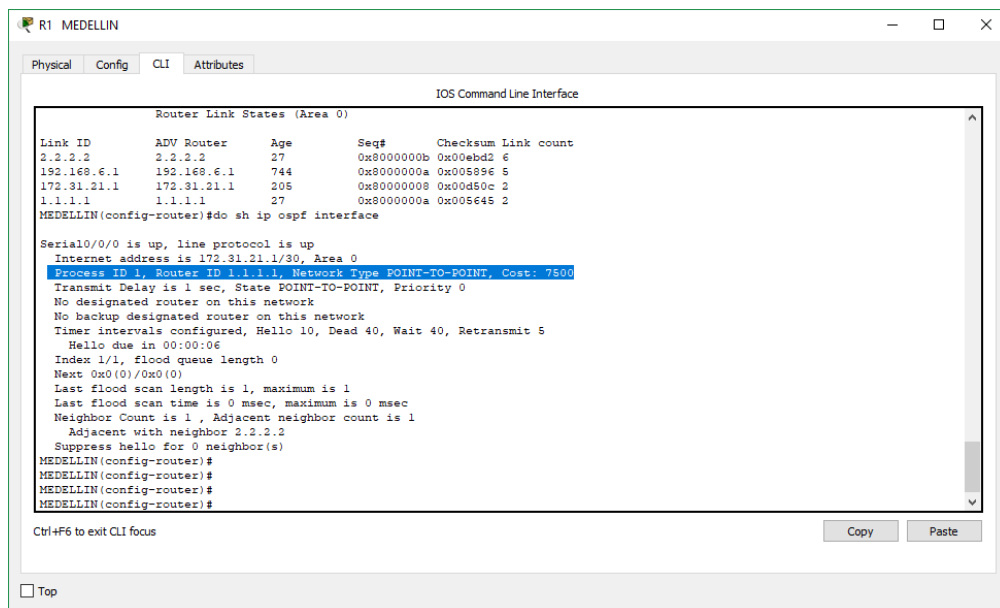 R1 MEDELLIN
Physical Config CLI Attributes
IOS Command Line Interface
Router Link States (Area 0)
Link ID ADV Router Age Seq# Checksum Link count
2.2.2.2 2.2.2.2 27 0x8000000b 0x00ebd2 6
192.168.6.1 192.168.6.1 744 0x8000000a 0x005896 5
172.31.21.1 172.31.21.1 205 0x80000008 0x00d50c 2
1.1.1.1 1.1.1.1 27 0x8000000a 0x005645 2
MEDELLIN(config-router)#do sh ip ospf interface
Serial0/0/0 is up, line protocol is up
Internet address is 172.31.21.1/30, Area 0
Process ID 1, Router ID 1.1.1.1, Network Type POINT-TO-POINT, Cost: 7500
Transmit Delay is 1 sec, State POINT-TO-POINT, Priority 0
No designated router on this network
No backup designated router on this network
Timer intervals configured, Hello 10, Dead 40, Wait 40, Retransmit 5
Hello due in 00:00:06
Index 1/1, flood queue length 0
Next 0x0(0)/0x0(0)
Last flood scan length is 1, maximum is 1
Last flood scan time is 0 msec, maximum is 0 msec
Neighbor Count is 1 , Adjacent neighbor count is 1
Adjacent with neighbor 2.2.2.2
Suppress hello for 0 neighbor(s)
MEDELLIN(config-router)#
MEDELLIN(config-router)#
MEDELLIN(config-router)#
MEDELLIN(config-router)#
Ctrl+F6 to exit CLI focus
Copy Paste
Top